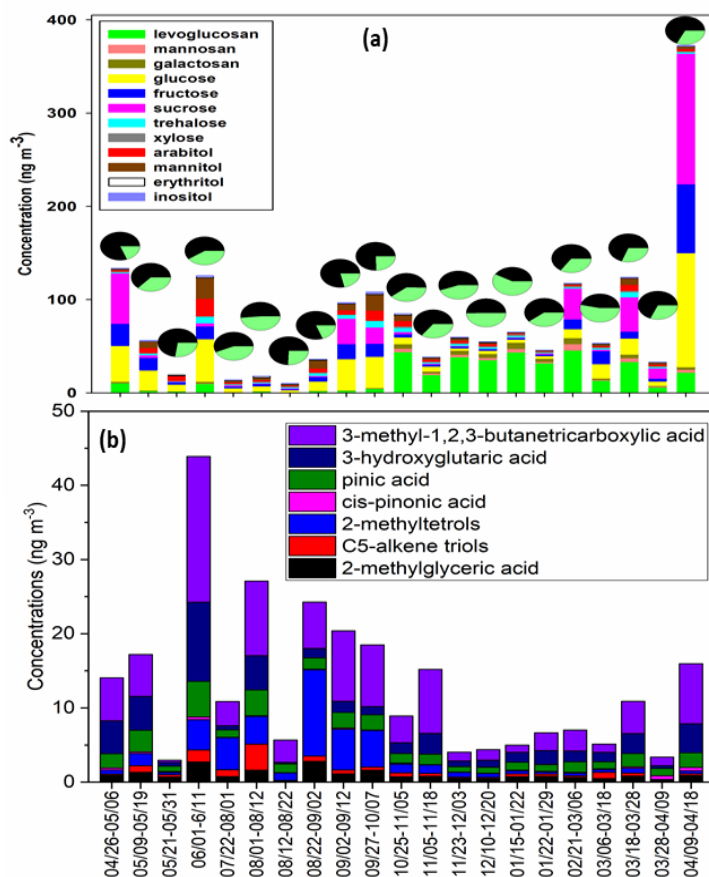 (a)
400
300
200
100
0
Concentration (ng m-3)
levoglucosan
mannosan
galactosan
glucose
fructose
sucrose
trehalose
xylose
arabitol
mannitol
erythritol
inositol
(b)
50
40
30
20
10
0
Concentrations (ng m-3)
3-methyl-1,2,3-butanetricarboxylic acid
3-hydroxyglutaric acid
pinic acid
cis-pinonic acid
2-methyltetrols
C5-alkene triols
2-methylglyceric acid
04/26-05/06
05/09-05/19
05/21-05/31
06/01-6/11
07/22-08/01
08/01-08/12
08/12-08/22
08/22-09/02
09/02-09/12
09/27-10/07
10/25-11/05
11/05-11/18
11/23-12/03
12/10-12/20
01/15-01/22
01/22-01/29
02/21-03/06
03/06-03/18
03/18-03/28
03/28-04/09
04/09-04/18